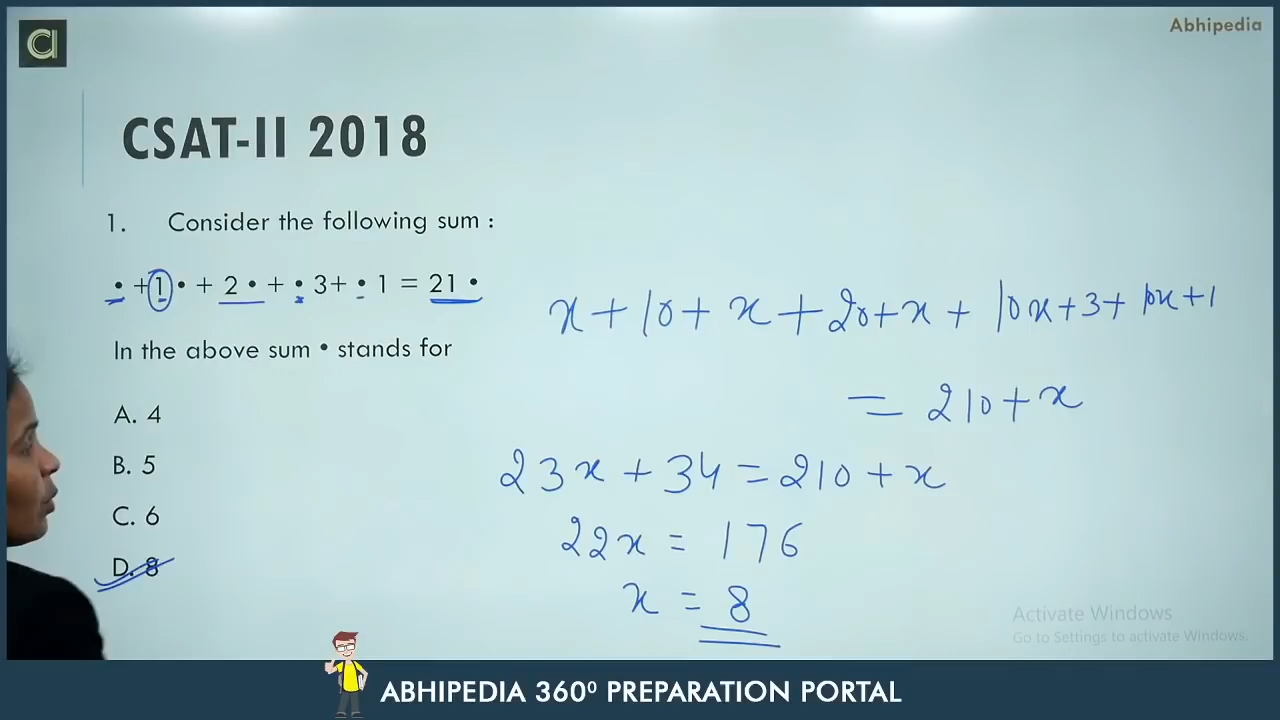 Abhipedia
CSAT-II 2018
1. Consider the following sum :
• +1• + 2 • + • 3+ • 1 = 21 •
x + 10 + x + 20 + x + 10x + 3 + 10x + 1
= 210 + x
In the above sum • stands for
A. 4
B. 5
C. 6
D. 8
23x + 34 = 210 + x
22x = 176
x = 8
Activate Windows
Go to Settings to activate Windows.
ABHIPEDIA 360⁰ PREPARATION PORTAL